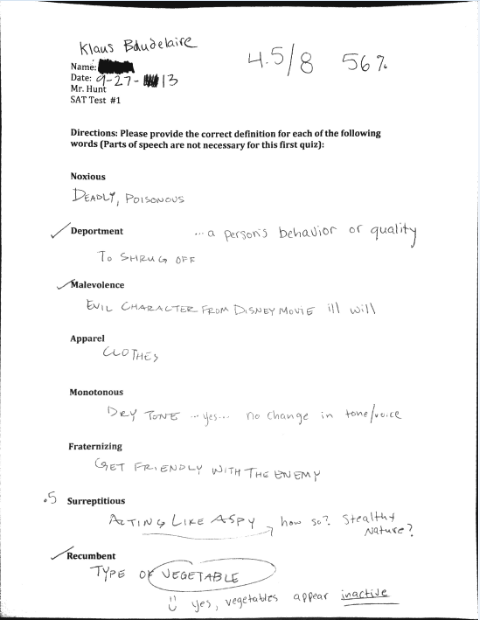 Klaus Baudelaire
4.5/8 56%
Name:
Date: 9-27- 13
Mr. Hunt
SAT Test #1
Directions: Please provide the correct definition for each of the following
words (Parts of speech are not necessary for this first quiz):
Noxious
DEADLY, POISONOUS
Deportment ...a person's behavior or quality
TO SHRUG OFF
Malevolence
EVIL CHARACTER FROM DISNEY MOVIE ill will
Apparel
CLOTHES
Monotonous
DRY TONE ...yes... no change in tone/voice
Fraternizing
GET FRIENDLY WITH THE ENEMY
.5 Surreptitious
ACTING LIKE A SPY how so? Stealthy
Nature?
Recumbent
TYPE OF VEGETABLE
yes, vegetables appear inactive